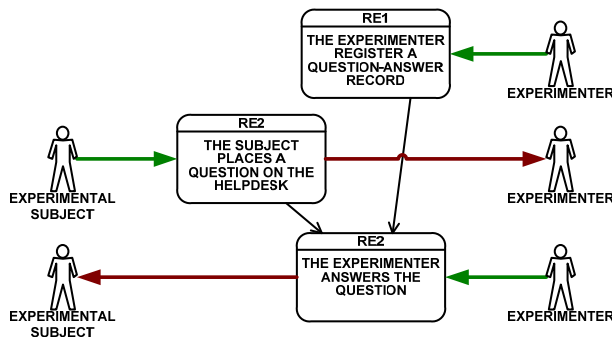 RE1
THE EXPERIMENTER
REGISTER A
QUESTION-ANSWER
RECORD
EXPERIMENTER
RE2
THE SUBJECT
PLACES A
QUESTION ON THE
HELPDESK
EXPERIMENTAL
SUBJECT
EXPERIMENTER
RE2
THE EXPERIMENTER
ANSWERS THE
QUESTION
EXPERIMENTAL
SUBJECT
EXPERIMENTER